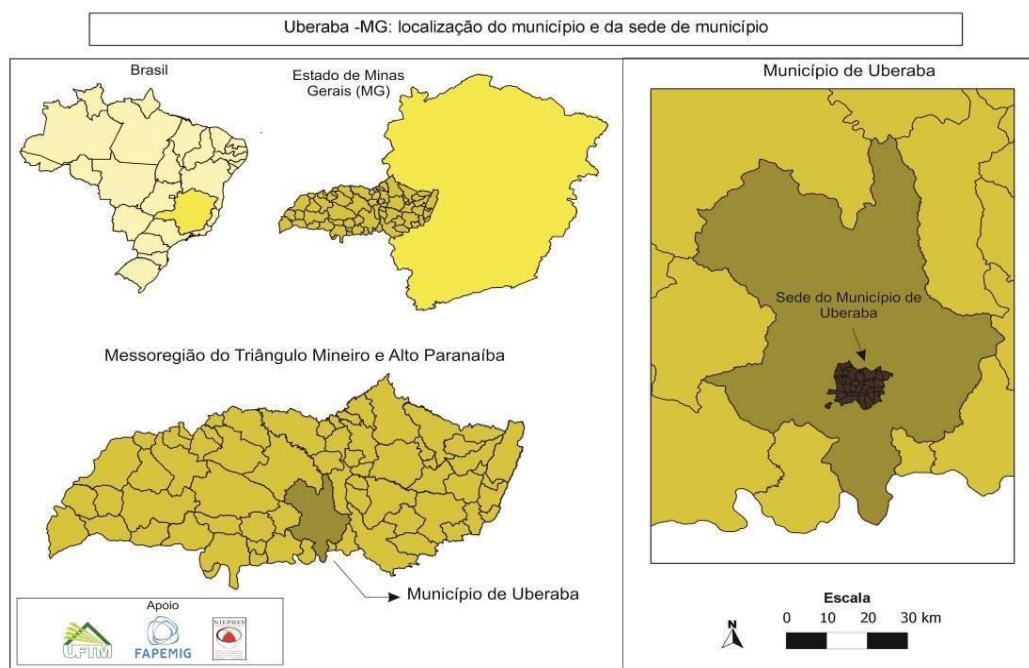 Uberaba -MG: localização do município e da sede de município
Brasil
Estado de Minas
Gerais (MG)
Messoregião do Triângulo Mineiro e Alto Paranaíba
Município de Uberaba
Apoio
UFTM
FAPEMIG
NIEPHES
Município de Uberaba
Sede do Município de
Uberaba
N
Escala
0 10 20 30 km